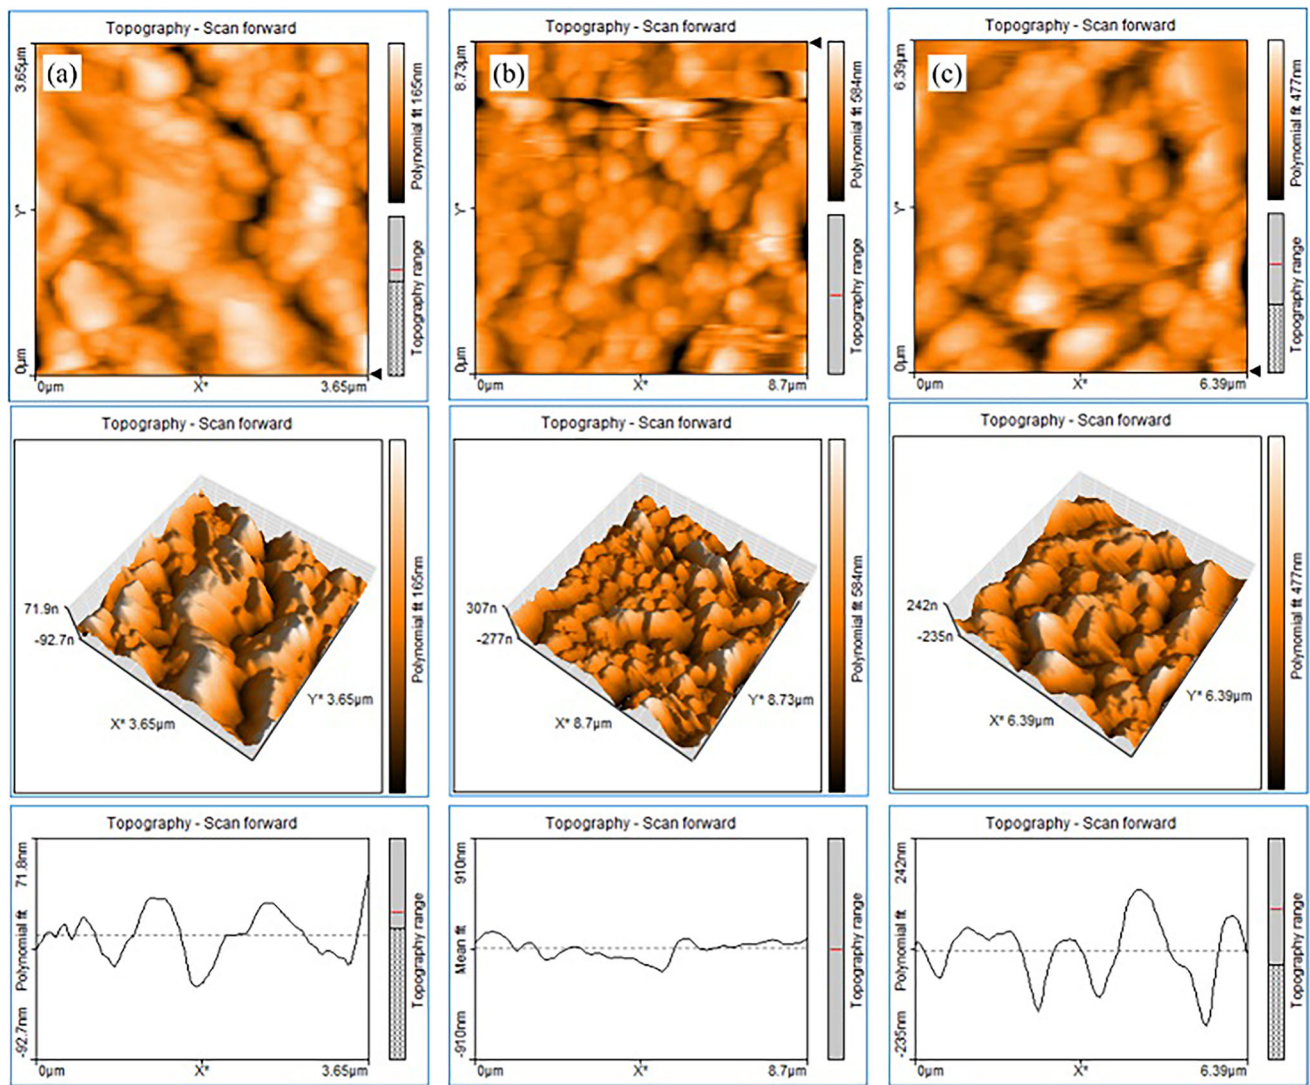 Topography - Scan forward
(a)
3.65µm
Y*
0µm
0µm
X*
3.65µm
Polynomial fit 165nm
Topography range
Topography - Scan forward
(b)
8.73µm
Y*
0µm
0µm
X*
8.7µm
Polynomial fit 584nm
Topography range
Topography - Scan forward
(c)
6.39µm
Y*
0µm
0µm
X*
6.39µm
Polynomial fit 477nm
Topography range
Topography - Scan forward
71.9n
-92.7n
X* 3.65µm
Y* 3.65µm
Polynomial fit 165nm
Topography - Scan forward
307n
-277n
X* 8.7µm
Y* 8.73µm
Polynomial fit 584nm
Topography - Scan forward
242n
-235n
X* 6.39µm
Y* 6.39µm
Polynomial fit 477nm
Topography - Scan forward
71.8nm
Polynomial fit
-92.7nm
0µm
X*
3.65µm
Topography range
Topography - Scan forward
910nm
Mean fit
-910nm
0µm
X*
8.7µm
Topography range
Topography - Scan forward
242nm
Polynomial fit
-235nm
0µm
X*
6.39µm
Topography range